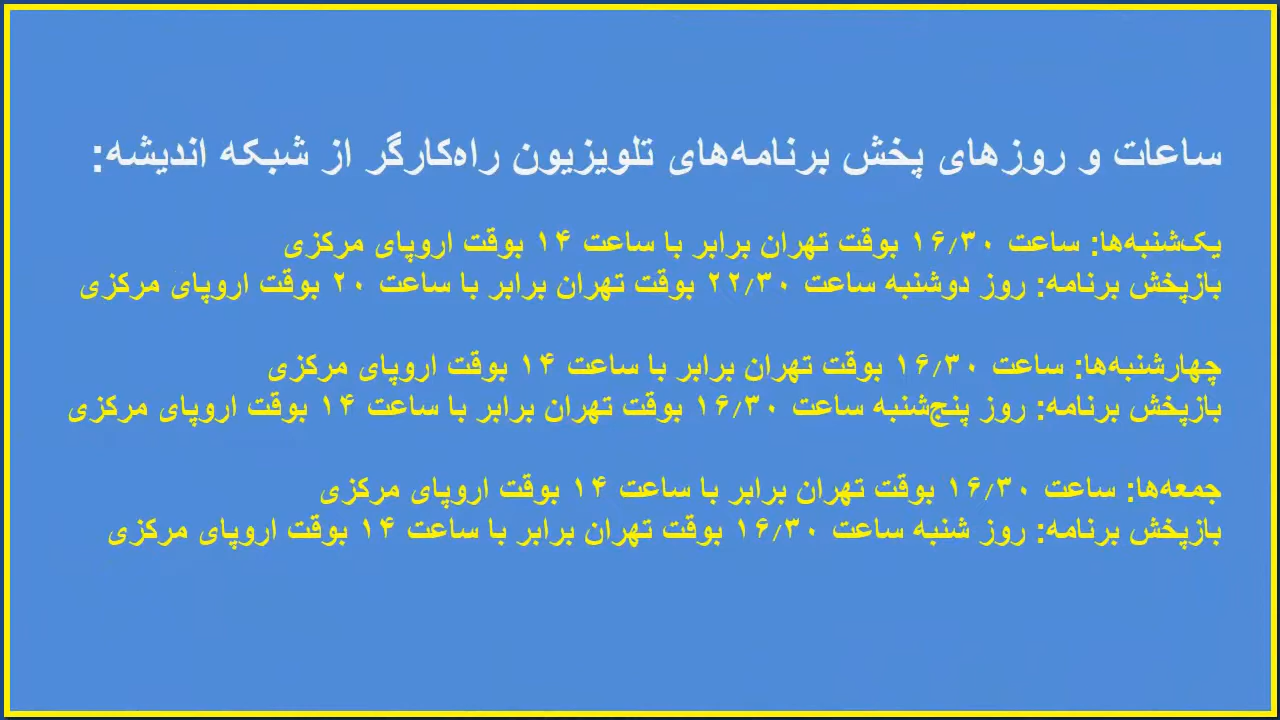 ساعات و روزهای پخش برنامه‌های تلویزیون راه‌کارگر از شبکه اندیشه:
یک‌شنبه‌ها: ساعت ۱۶٫۳۰ بوقت تهران برابر با ساعت ۱۴ بوقت اروپای مرکزی
بازپخش برنامه: روز دوشنبه ساعت ۲۲٫۳۰ بوقت تهران برابر با ساعت ۲۰ بوقت اروپای مرکزی
چهارشنبه‌ها: ساعت ۱۶٫۳۰ بوقت تهران برابر با ساعت ۱۴ بوقت اروپای مرکزی
بازپخش برنامه: روز پنج‌شنبه ساعت ۱۶٫۳۰ بوقت تهران برابر با ساعت ۱۴ بوقت اروپای مرکزی
جمعه‌ها: ساعت ۱۶٫۳۰ بوقت تهران برابر با ساعت ۱۴ بوقت اروپای مرکزی
بازپخش برنامه: روز شنبه ساعت ۱۶٫۳۰ بوقت تهران برابر با ساعت ۱۴ بوقت اروپای مرکزی